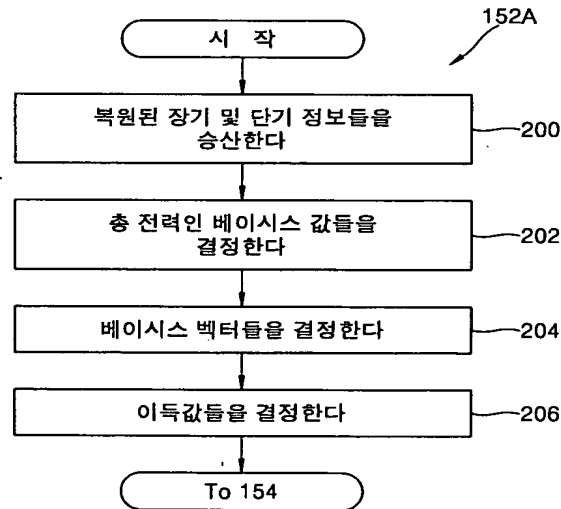 152A
시 작
복원된 장기 및 단기 정보들을
승산한다
200
총 전력인 베이시스 값들을
결정한다
202
베이시스 벡터들을 결정한다
204
이득값들을 결정한다
206
To 154